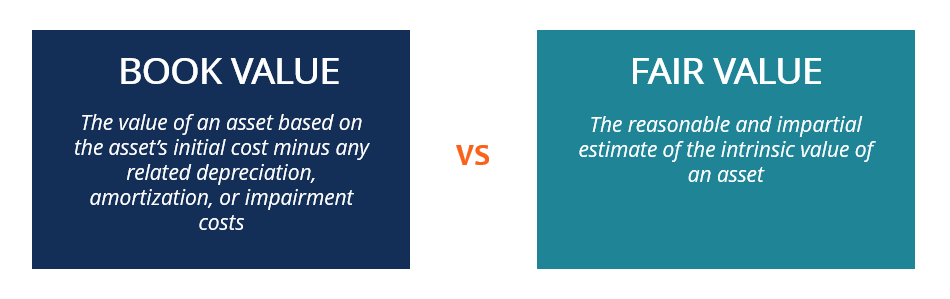 BOOK VALUE
The value of an asset based on
the asset's initial cost minus any
related depreciation,
amortization, or impairment
costs
VS
FAIR VALUE
The reasonable and impartial
estimate of the intrinsic value of
an asset